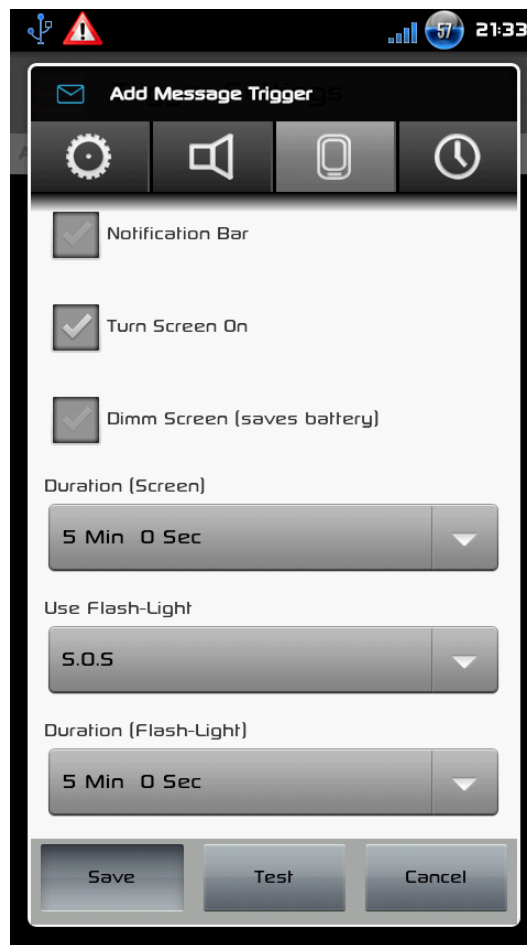 57 21:33
Add Message Trigger
Notification Bar
Turn Screen On
Dimm Screen (saves battery)
Duration (Screen)
5 Min 0 Sec
Use Flash-Light
S.O.S
Duration (Flash-Light)
5 Min 0 Sec
Save Test Cancel